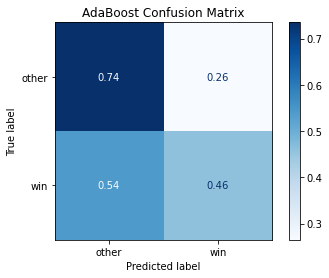 AdaBoost Confusion Matrix
other
0.74
0.26
win
0.54
0.46
other
win
True label
Predicted label
0.7
0.6
0.5
0.4
0.3